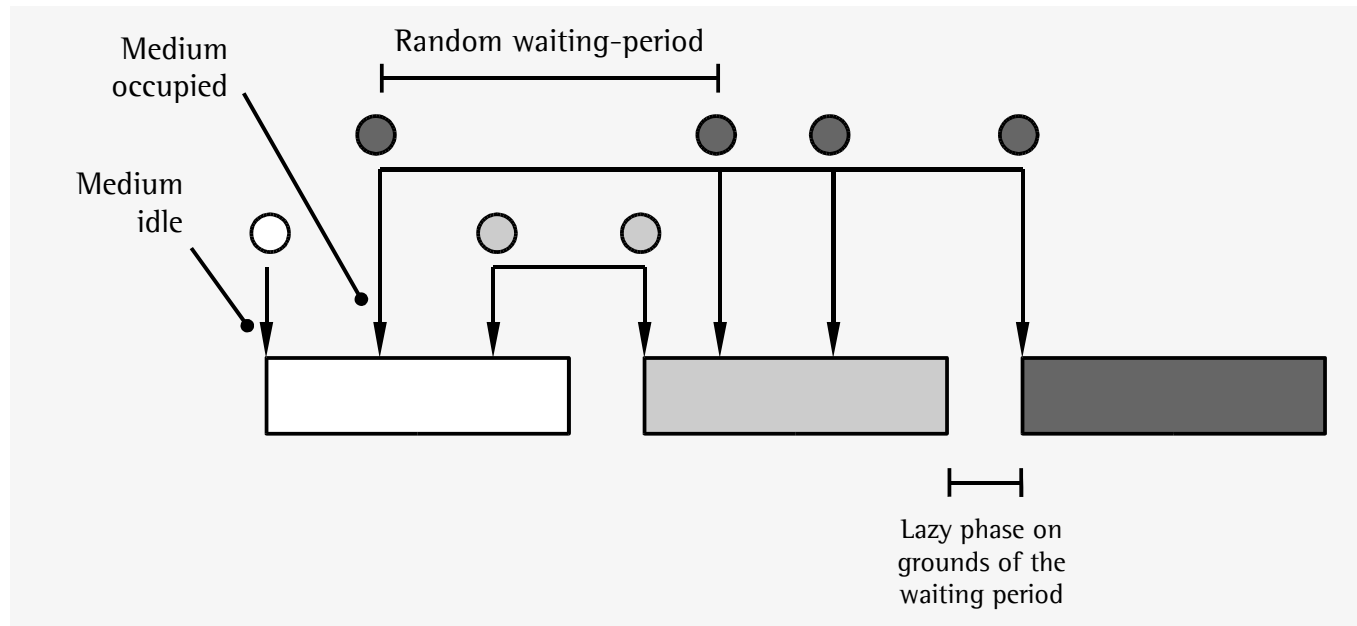 Random waiting-period
Medium
occupied
Medium
idle
Lazy phase on
grounds of the
waiting period